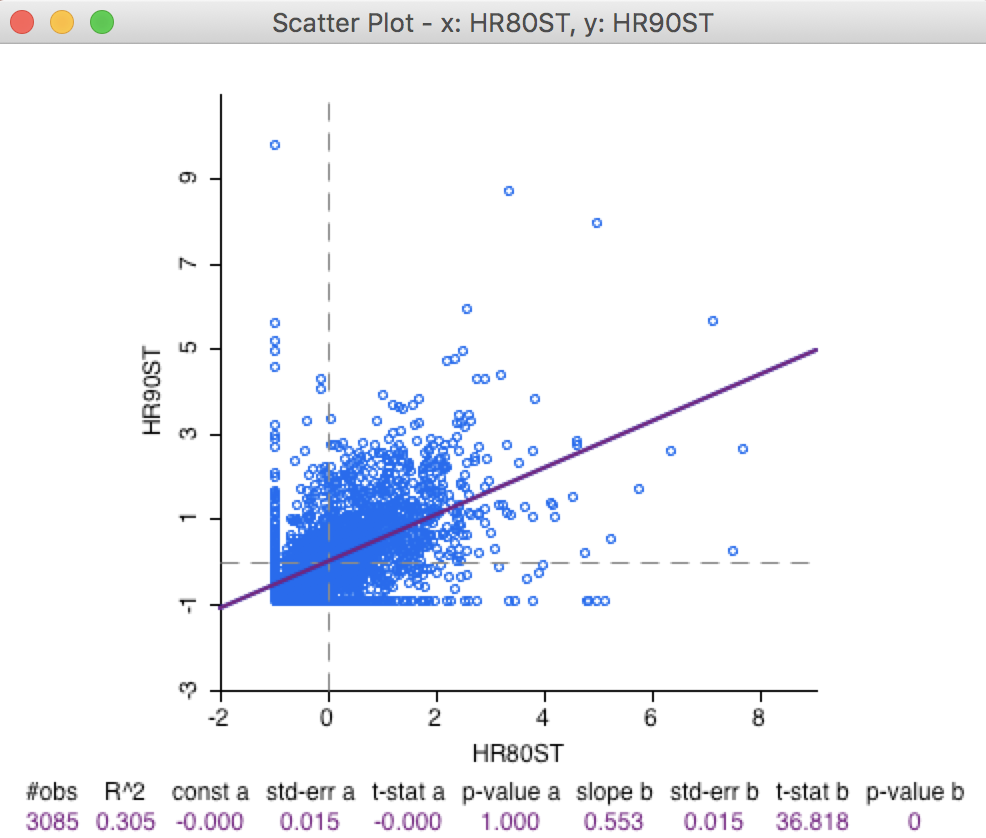 Scatter Plot - x: HR80ST, y: HR90ST
9
7
5
3
1
-1
-3
HR90ST
-2 0 2 4 6 8
HR80ST
#obs R^2 const a std-err a t-stat a p-value a slope b std-err b t-stat b p-value b
3085 0.305 -0.000 0.015 -0.000 1.000 0.553 0.015 36.818 0